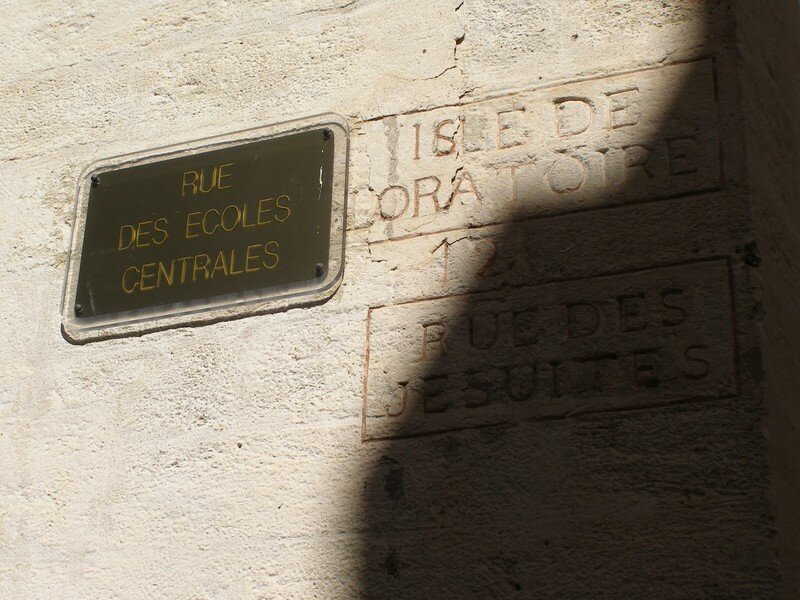 RUE
DES ECOLES
CENTRALES
ISLE DE
ORATOIRE
12
RUE DES
JESUITES